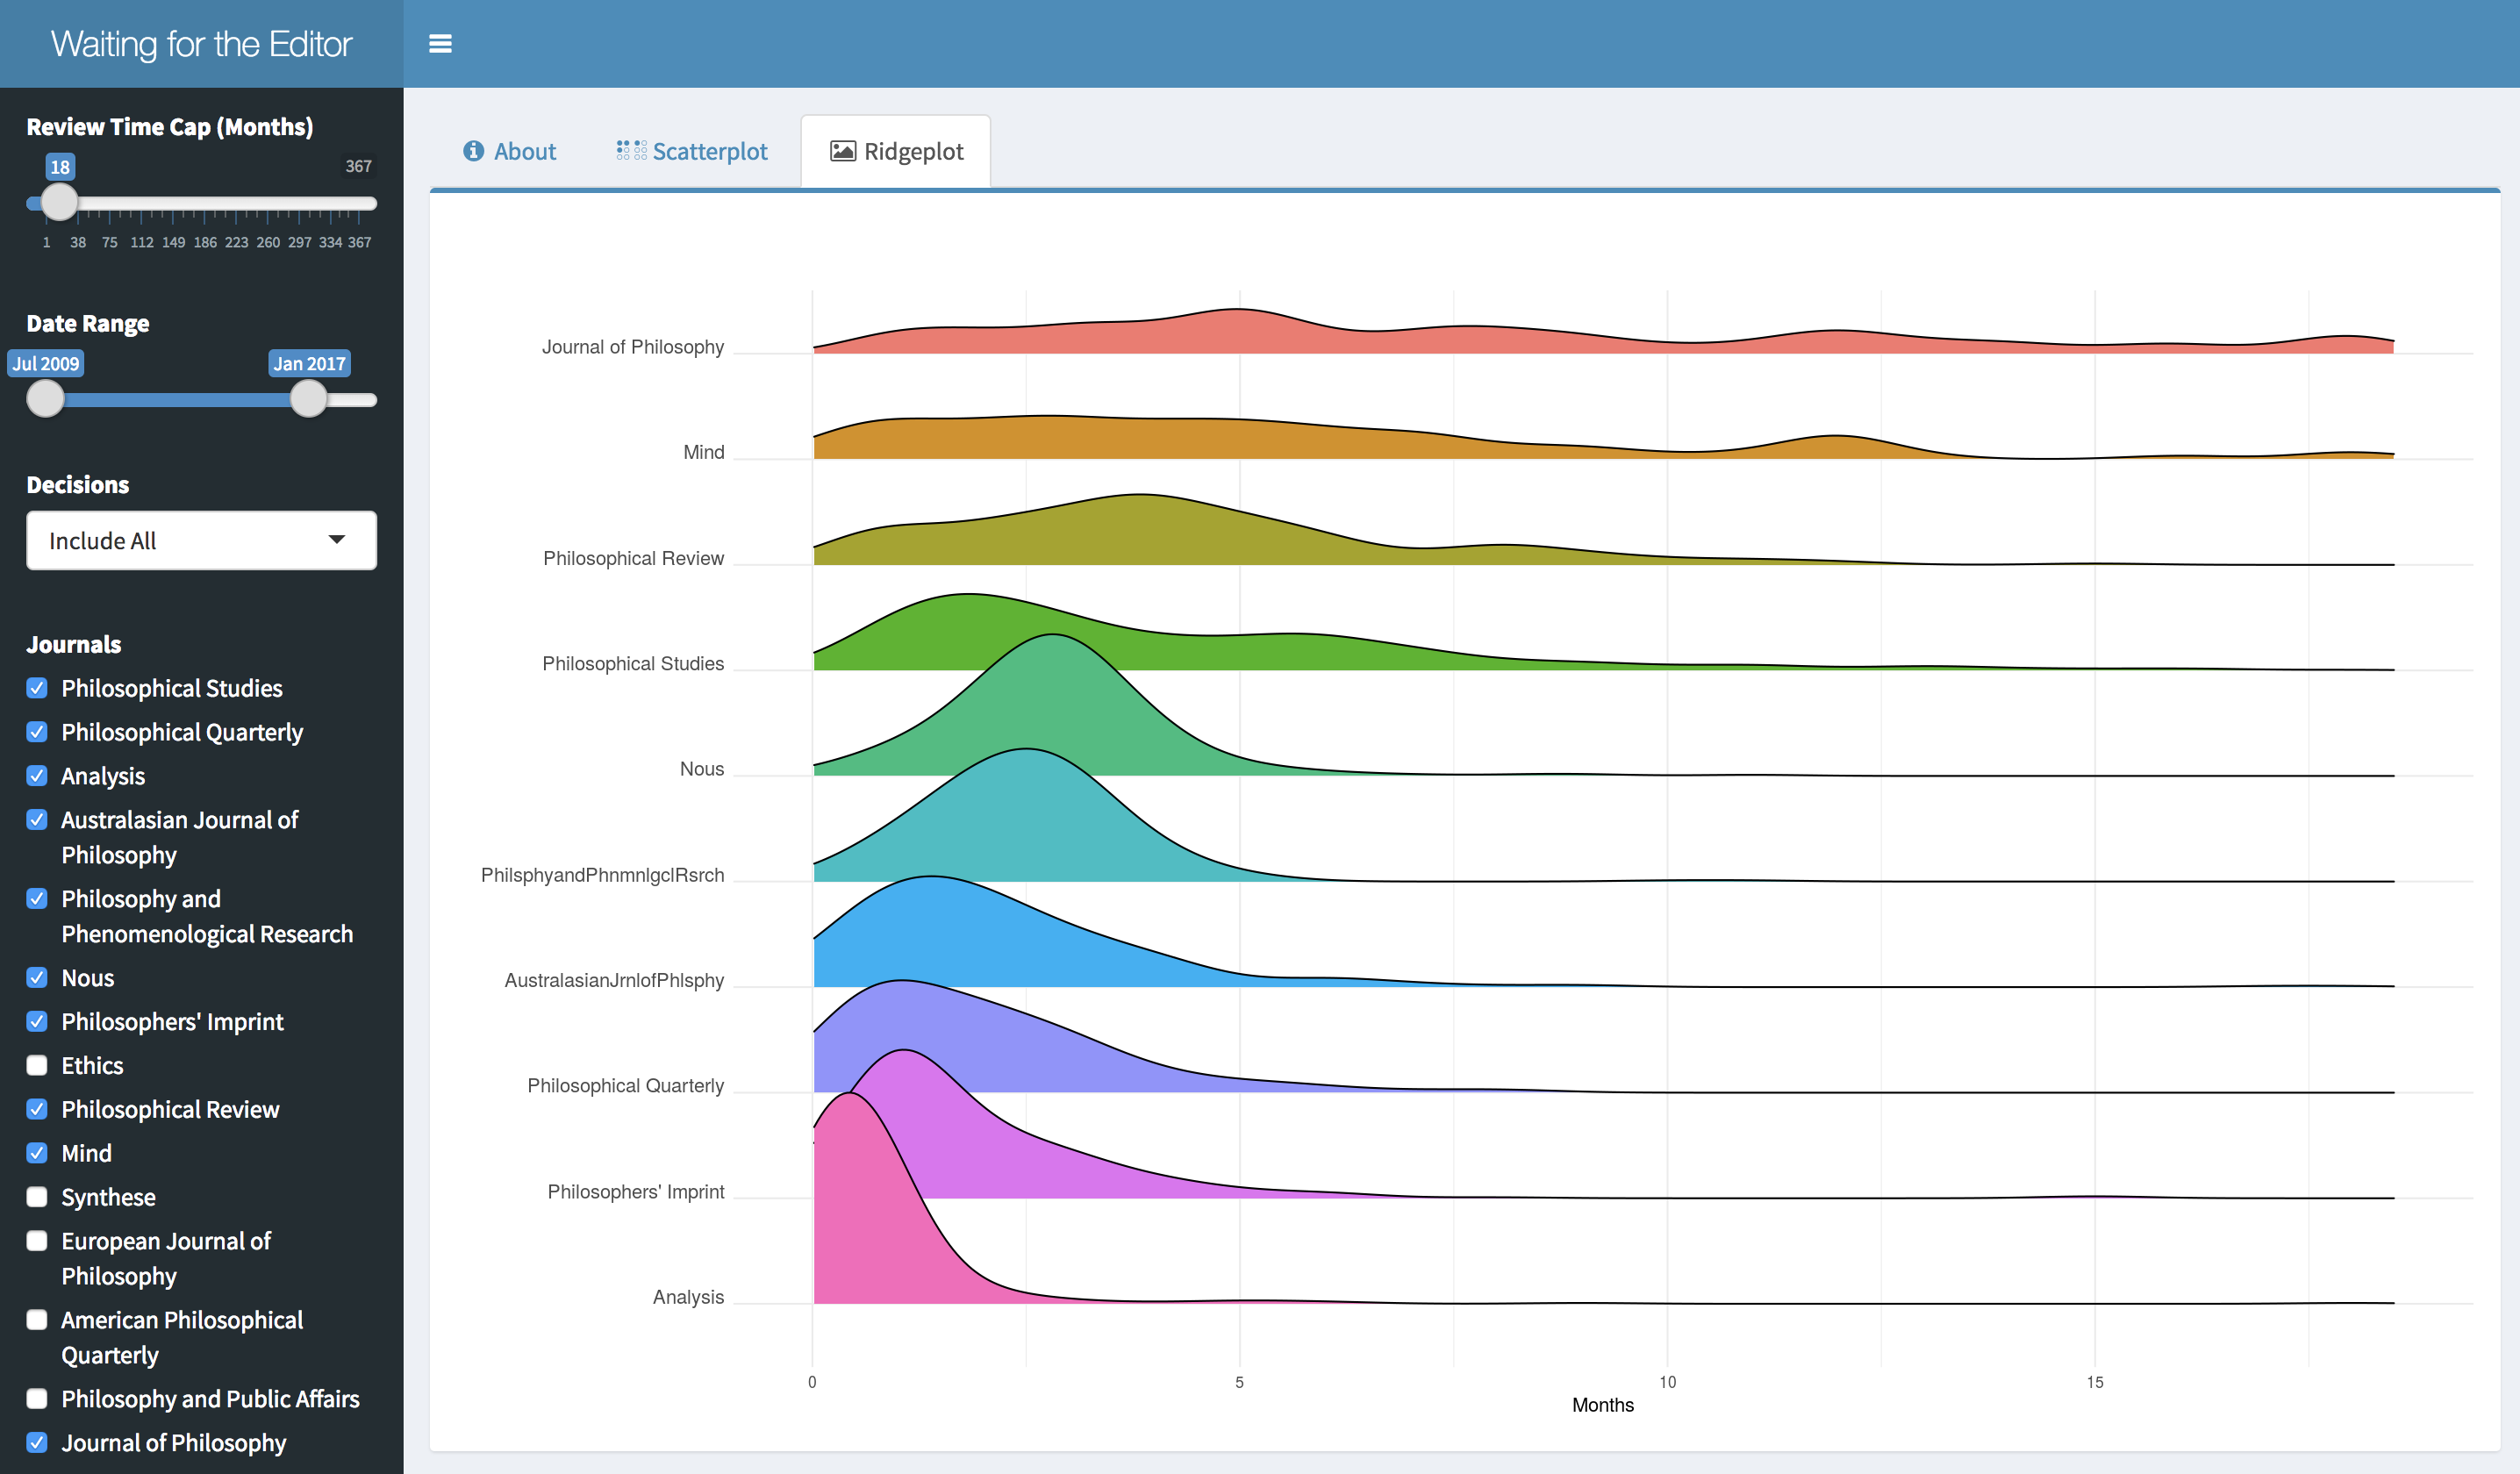 Waiting for the Editor
Review Time Cap (Months)
18
367
1 38 75 112 149 186 223 260 297 334 367
Date Range
Jul 2009
Jan 2017
Decisions
Include All
Journals
Philosophical Studies
Philosophical Quarterly
Analysis
Australasian Journal of
Philosophy
Philosophy and
Phenomenological Research
Nous
Philosophers' Imprint
Ethics
Philosophical Review
Mind
Synthese
European Journal of
Philosophy
American Philosophical
Quarterly
Philosophy and Public Affairs
Journal of Philosophy
About
Scatterplot
Ridgeplot
Journal of Philosophy
Mind
Philosophical Review
Philosophical Studies
Nous
PhilsphyandPhnmnlgclRsrch
AustralasianJrnlofPhlsphy
Philosophical Quarterly
Philosophers' Imprint
Analysis
0 5 10 15
Months